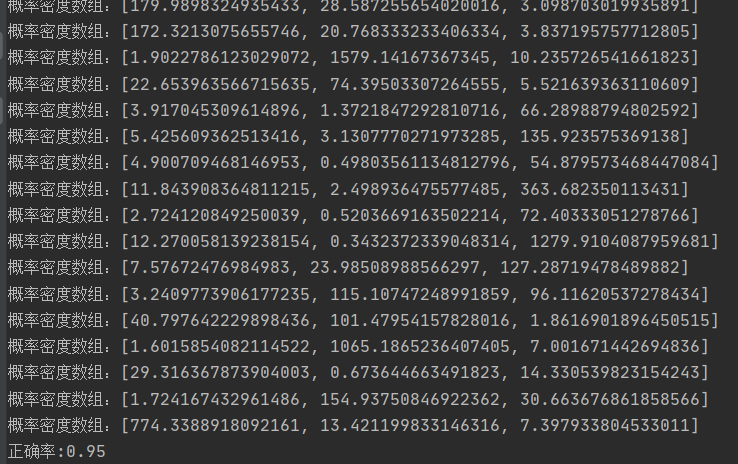 概率密度数组：[179.9898324935433, 28.587255654020016, 3.098703019935891]
概率密度数组：[172.3213075655746, 20.768333233406334, 3.837195757712805]
概率密度数组：[1.9022786123029072, 1579.14167367345, 10.235726541661823]
概率密度数组：[22.653963566715635, 74.39503307264555, 5.521639363110609]
概率密度数组：[3.917045309614896, 1.3721847292810716, 66.28988794802592]
概率密度数组：[5.425609362513416, 3.1307770271973285, 135.923575369138]
概率密度数组：[4.900709468146953, 0.49803561134812796, 54.879573468447084]
概率密度数组：[11.843908364811215, 2.498936475577485, 363.682350113431]
概率密度数组：[2.724120849250039, 0.5203669163502214, 72.40333051278766]
概率密度数组：[12.270058139238154, 0.3432372339048314, 1279.9104087959681]
概率密度数组：[7.57672476984983, 23.98508988566297, 127.28719478489882]
概率密度数组：[3.2409773906177235, 115.10747248991859, 96.11620537278434]
概率密度数组：[40.797642229898436, 101.47954157828016, 1.8616901896450515]
概率密度数组：[1.6015854082114522, 1065.1865236407405, 7.001671442694836]
概率密度数组：[29.316367873904003, 0.673644663491823, 14.330539823154243]
概率密度数组：[1.724167432961486, 154.93750846922362, 30.663676861858566]
概率密度数组：[774.3388918092161, 13.421199833146316, 7.397933804533011]
正确率:0.95